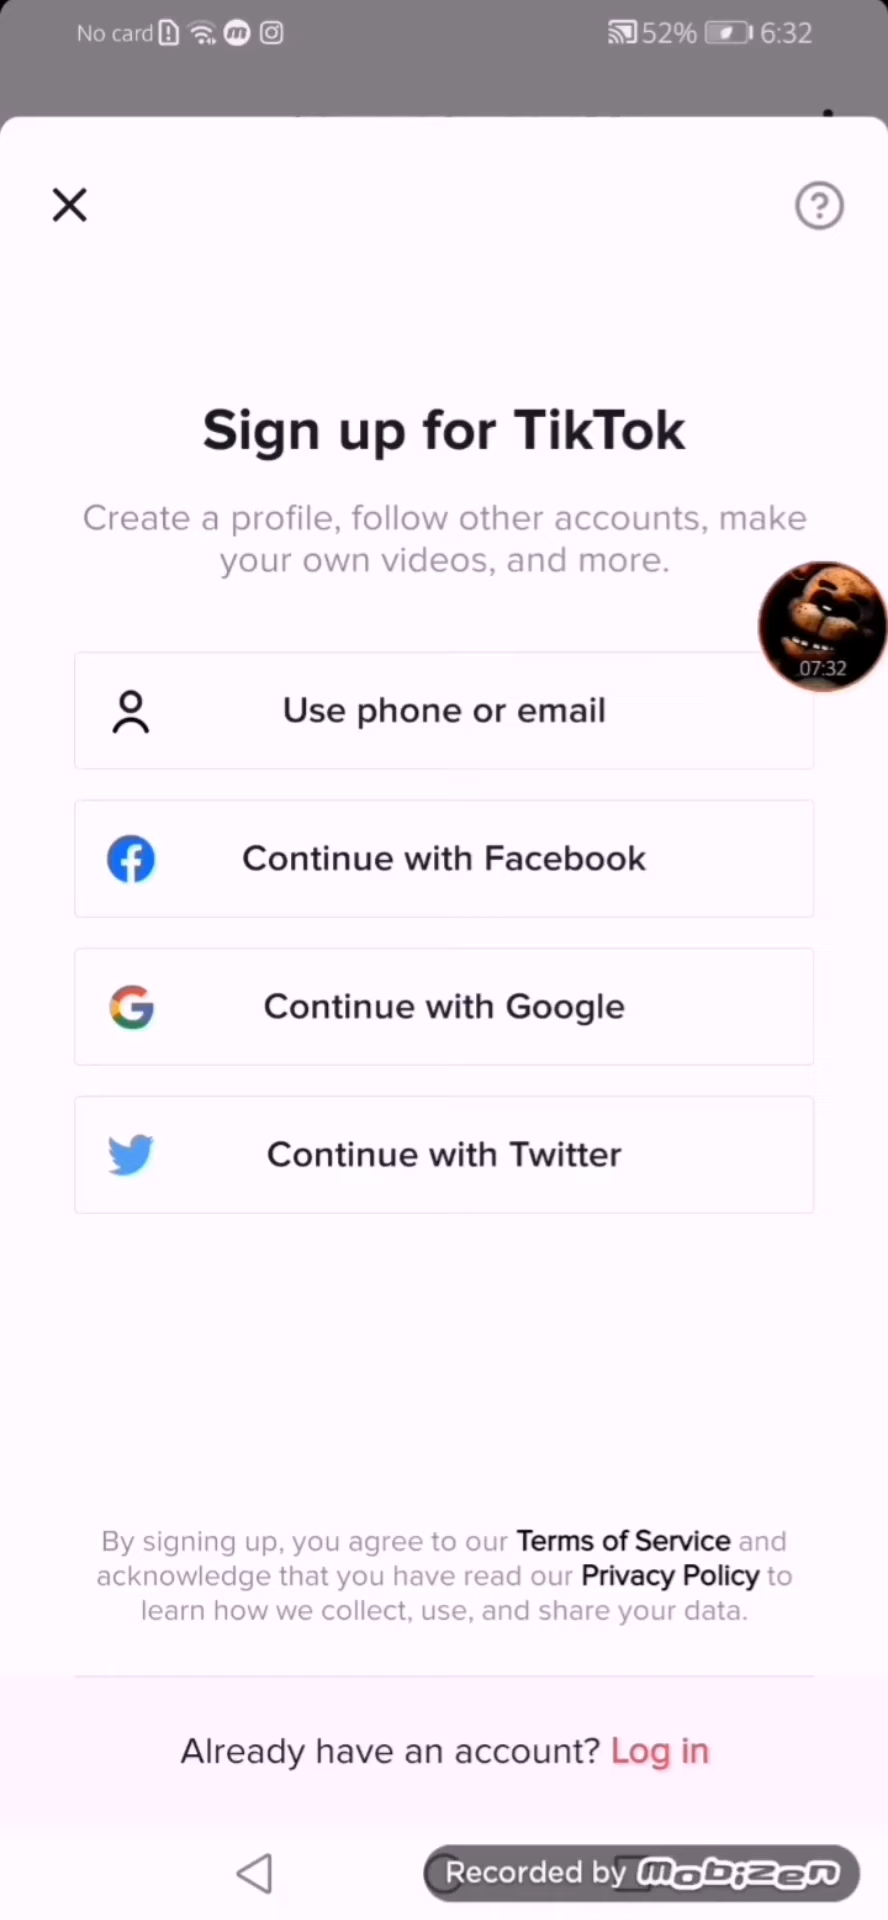 No card 52% 6:32
Sign up for TikTok
Create a profile, follow other accounts, make
your own videos, and more.
07:32
Use phone or email
Continue with Facebook
Continue with Google
Continue with Twitter
By signing up, you agree to our Terms of Service and
acknowledge that you have read our Privacy Policy to
learn how we collect, use, and share your data.
Already have an account? Log in
Recorded by mobizen